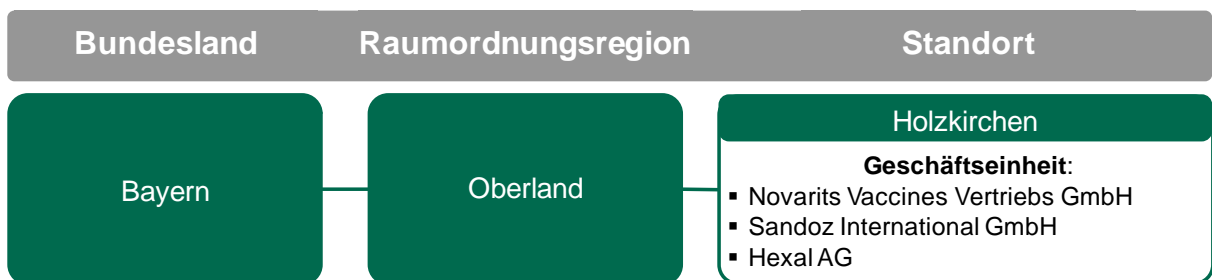 Bundesland Raumordnungsregion Standort
Bayern
Oberland
Holzkirchen
Geschäftseinheit:
▪ Novarits Vaccines Vertriebs GmbH
▪ Sandoz International GmbH
▪ Hexal AG